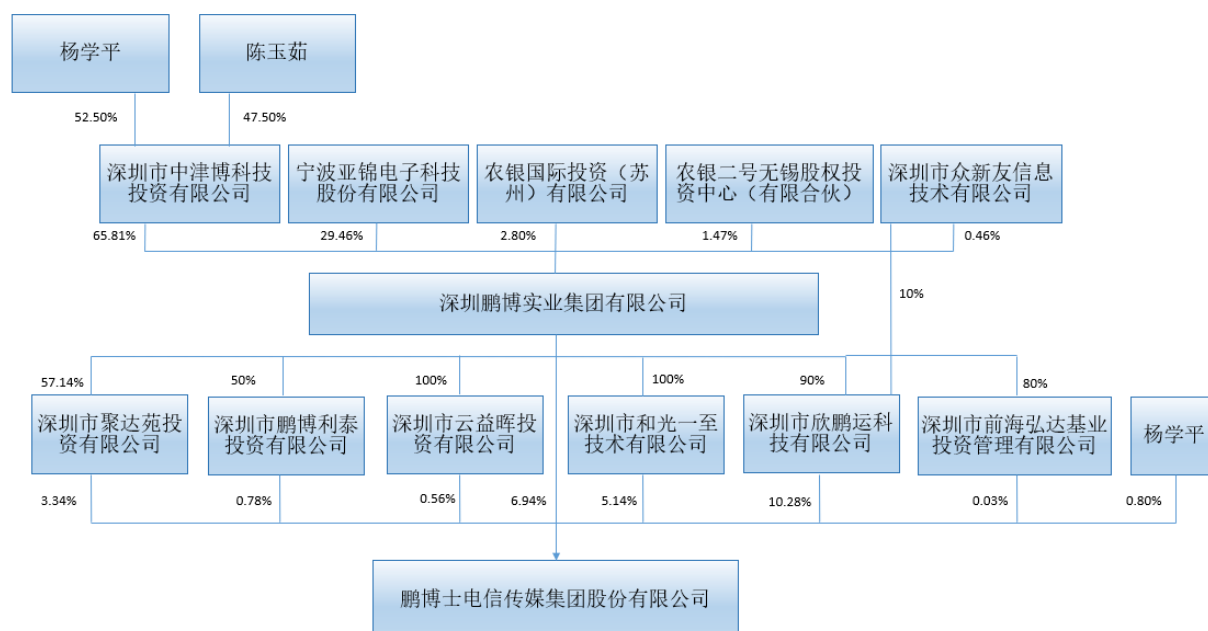 杨学平
陈玉茹
52.50%
47.50%
深圳市中津博科技
投资有限公司
宁波亚锦电子科技
股份有限公司
农银国际投资（苏
州）有限公司
农银二号无锡股权投
资中心（有限合伙）
深圳市众新友信息
技术有限公司
65.81%
29.46%
2.80%
1.47%
0.46%
深圳鹏博实业集团有限公司
10%
57.14%
50%
100%
100%
90%
80%
深圳市聚达苑投
资有限公司
深圳市鹏博利泰
投资有限公司
深圳市云益晖投
资有限公司
深圳市和光一至
技术有限公司
深圳市欣鹏运科
技有限公司
深圳市前海弘达基业
投资管理有限公司
杨学平
3.34%
0.78%
0.56%
6.94%
5.14%
10.28%
0.03%
0.80%
鹏博士电信传媒集团股份有限公司